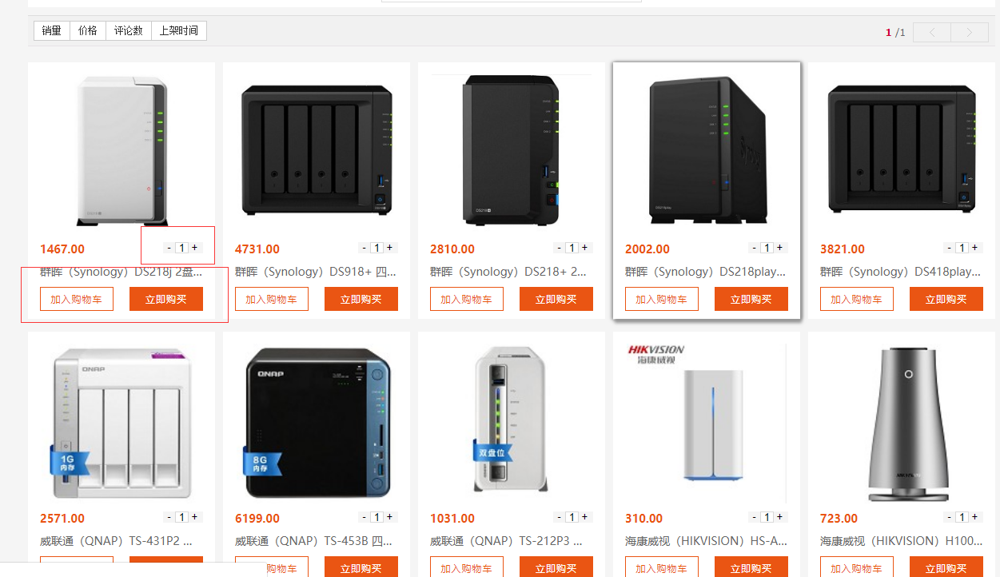 销量 价格 评论数 上架时间 1 /1
1467.00 - 1 + 4731.00 - 1 + 2810.00 - 1 + 2002.00 - 1 + 3821.00 - 1 +
群晖（Synology）DS218j 2盘... 群晖（Synology）DS918+ 四... 群晖（Synology）DS218+ 2... 群晖（Synology）DS218play... 群晖（Synology）DS418play...
加入购物车 立即购买 加入购物车 立即购买 加入购物车 立即购买 加入购物车 立即购买 加入购物车 立即购买
QNAP
1G
内存
QNAP
8G
内存
双盘位
HIKVISION
海康威视
2571.00 - 1 + 6199.00 - 1 + 1031.00 - 1 + 310.00 - 1 + 723.00 - 1 +
威联通（QNAP）TS-431P2 ... 威联通（QNAP）TS-453B 四... 威联通（QNAP）TS-212P3 ... 海康威视（HIKVISION）HS-A... 海康威视（HIKVISION）H100...
购物车 立即购买 加入购物车 立即购买 加入购物车 立即购买 加入购物车 立即购买